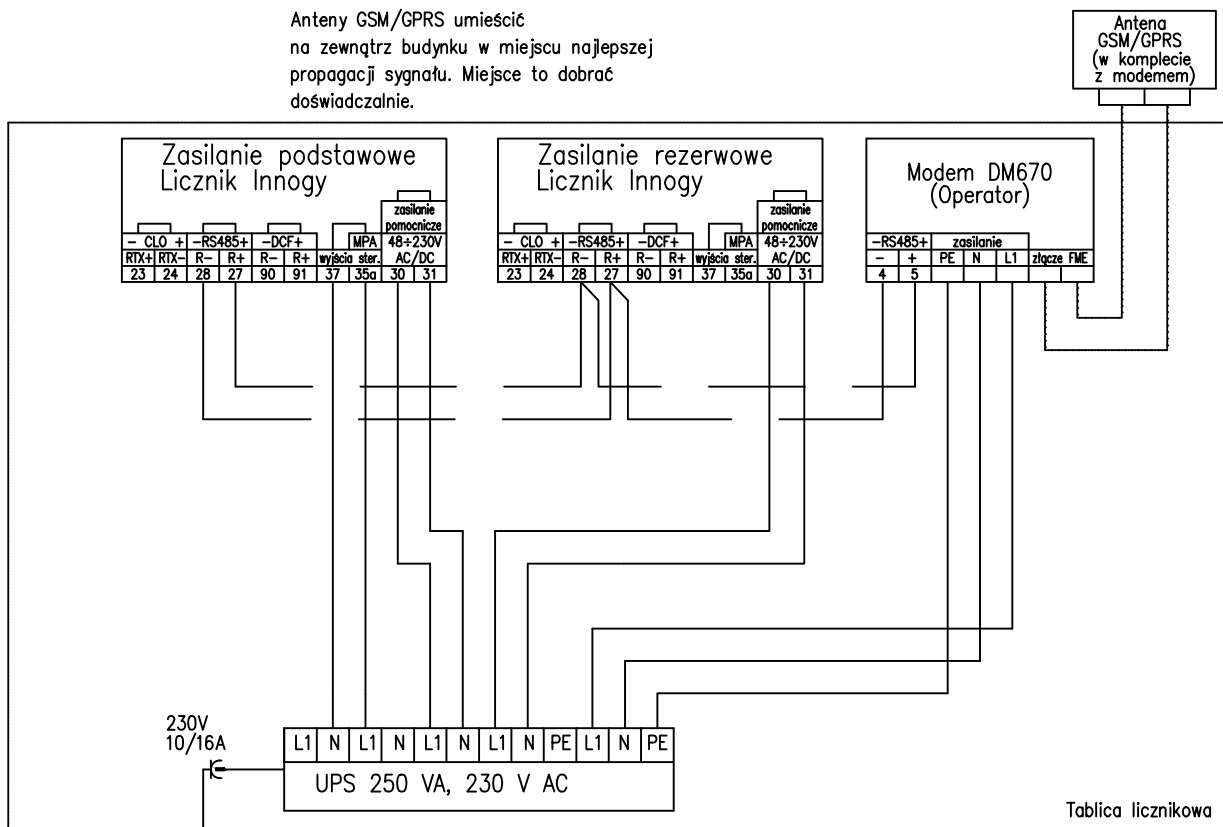 Anteny GSM/GPRS umieścić
na zewnątrz budynku w miejscu najlepszej
propagacji sygnału. Miejsce to dobrać
doświadczalnie.
Antena
GSM/GPRS
(w komplecie
z modemem)
Zasilanie podstawowe
Licznik Innogy
zasilanie
pomocnicze
- CLO + -RS485+ -DCF+ MPA 48÷230V
RTX+ RTX- R- R+ R- R+ wyjścia ster. AC/DC
23 24 28 27 90 91 37 35a 30 31
Zasilanie rezerwowe
Licznik Innogy
zasilanie
pomocnicze
- CLO + -RS485+ -DCF+ MPA 48÷230V
RTX+ RTX- R- R+ R- R+ wyjścia ster. AC/DC
23 24 28 27 90 91 37 35a 30 31
Modem DM670
(Operator)
-RS485+ zasilanie
- + PE N L1 złącze FME
4 5
230V
10/16A
L1 N L1 N L1 N L1 N PE L1 N PE
UPS 250 VA, 230 V AC
Tablica licznikowa